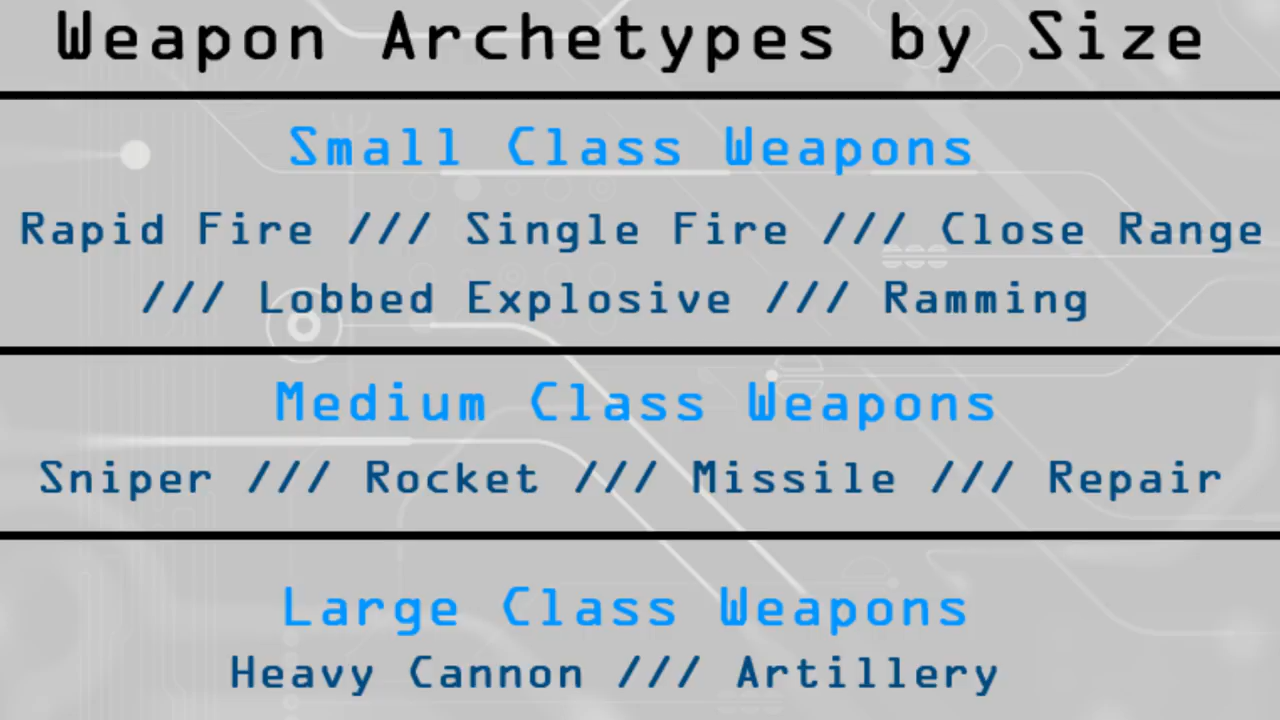 Weapon Archetypes by Size
Small Class Weapons
Rapid Fire /// Single Fire /// Close Range
/// Lobbed Explosive /// Ramming
Medium Class Weapons
Sniper /// Rocket /// Missile /// Repair
Large Class Weapons
Heavy Cannon /// Artillery